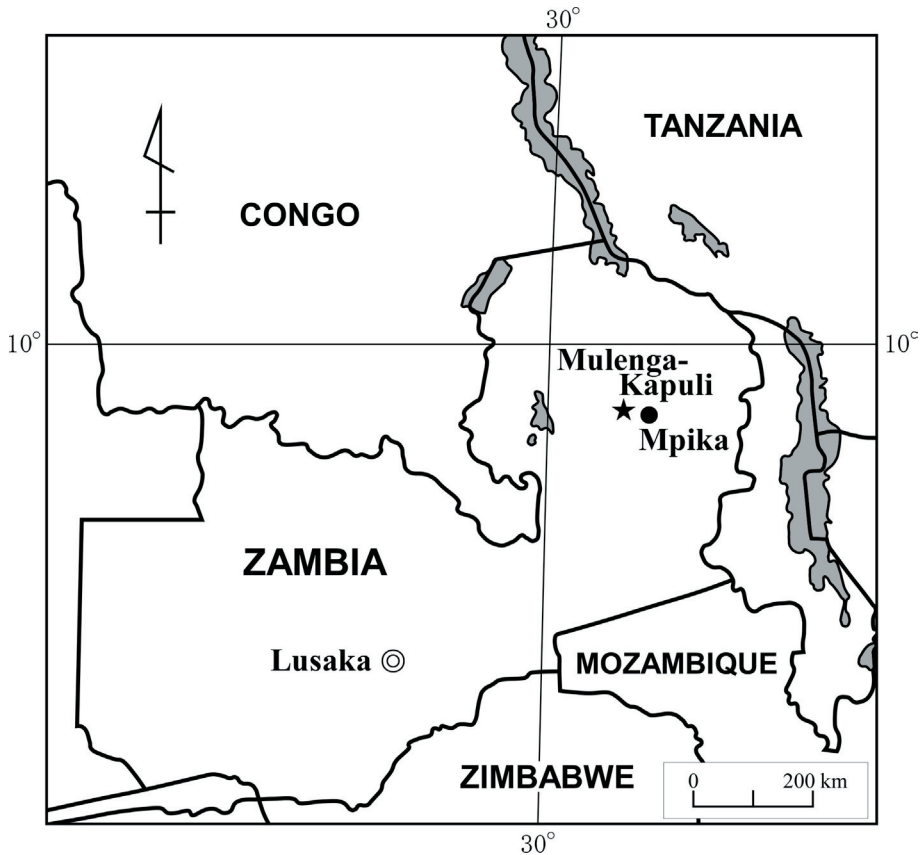 30°
TANZANIA
CONGO
10°
10°
Mulenga-
Kapuli
Mpika
ZAMBIA
Lusaka
MOZAMBIQUE
ZIMBABWE
0 200 km
30°